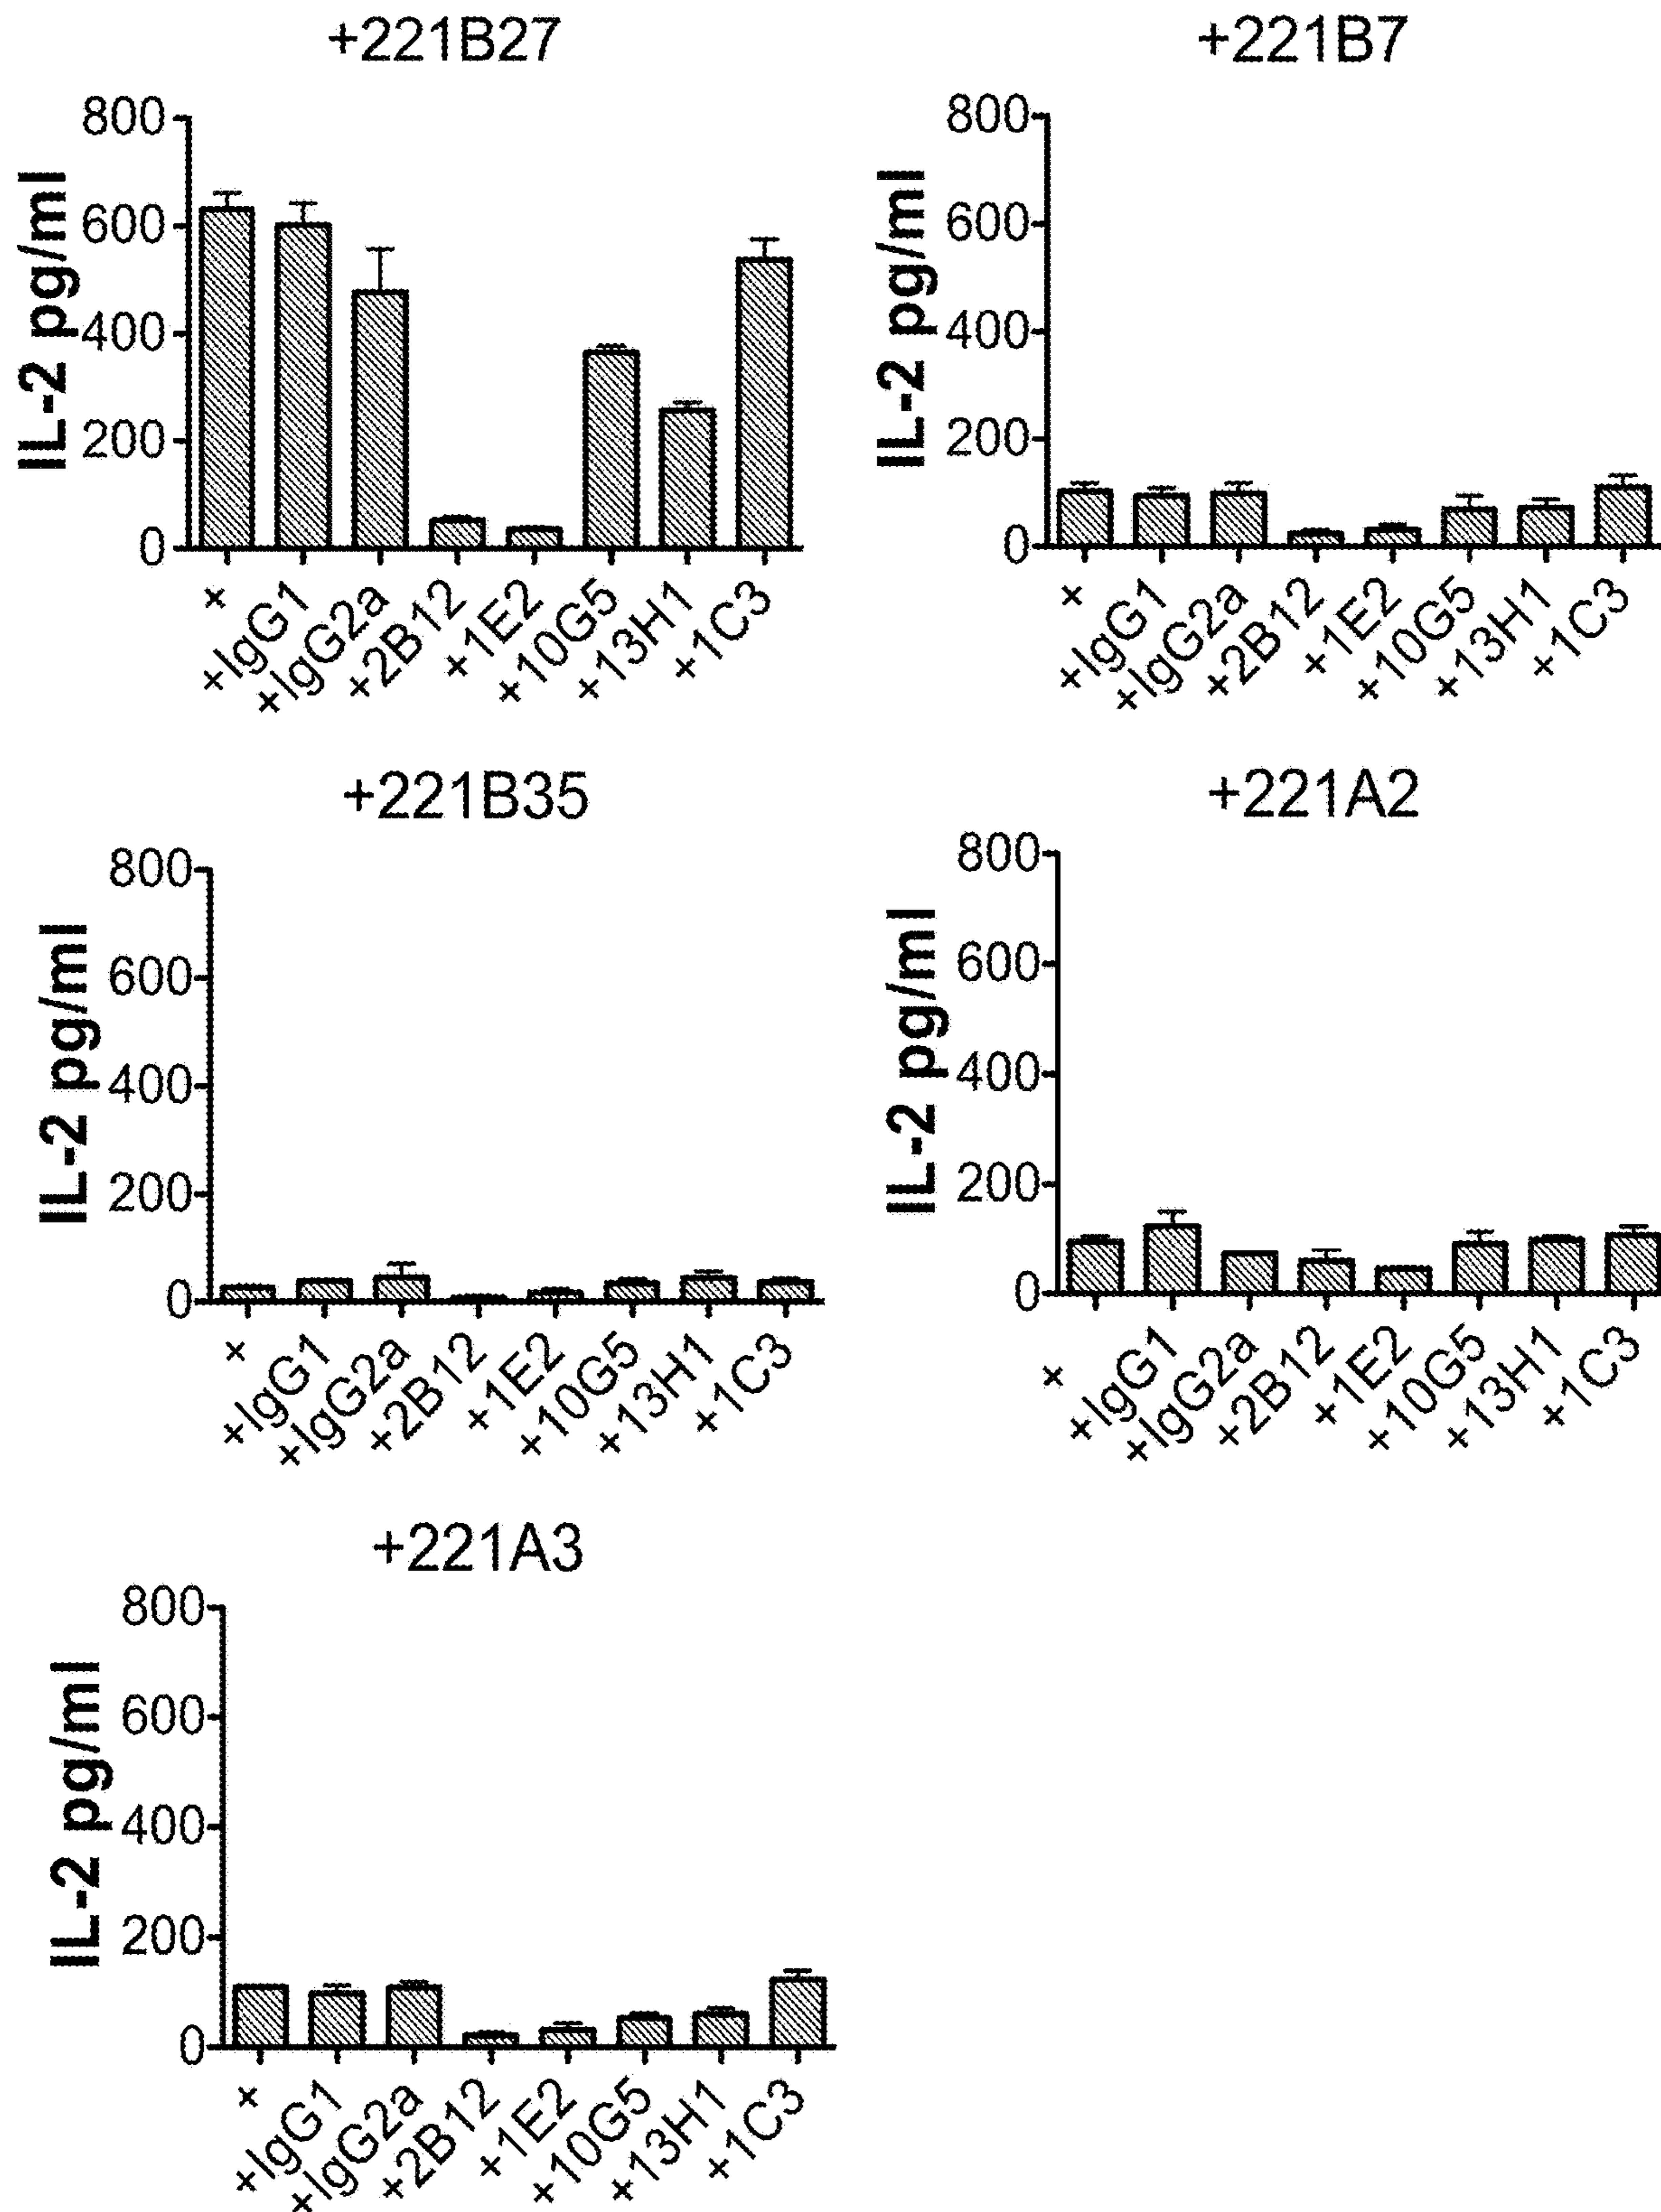 +221B27
IL-2 pg/ml
800
600
400
200
0
+
+IgG1
+IgG2a
+2B12
+1E2
+10G5
+13H1
+1C3
+221B7
IL-2 pg/ml
800
600
400
200
0
+
+IgG1
+IgG2a
+2B12
+1E2
+10G5
+13H1
+1C3
+221B35
IL-2 pg/ml
800
600
400
200
0
+
+IgG1
+IgG2a
+2B12
+1E2
+10G5
+13H1
+1C3
+221A2
IL-2 pg/ml
800
600
400
200
0
+
+IgG1
+IgG2a
+2B12
+1E2
+10G5
+13H1
+1C3
+221A3
IL-2 pg/ml
800
600
400
200
0
+
+IgG1
+IgG2a
+2B12
+1E2
+10G5
+13H1
+1C3